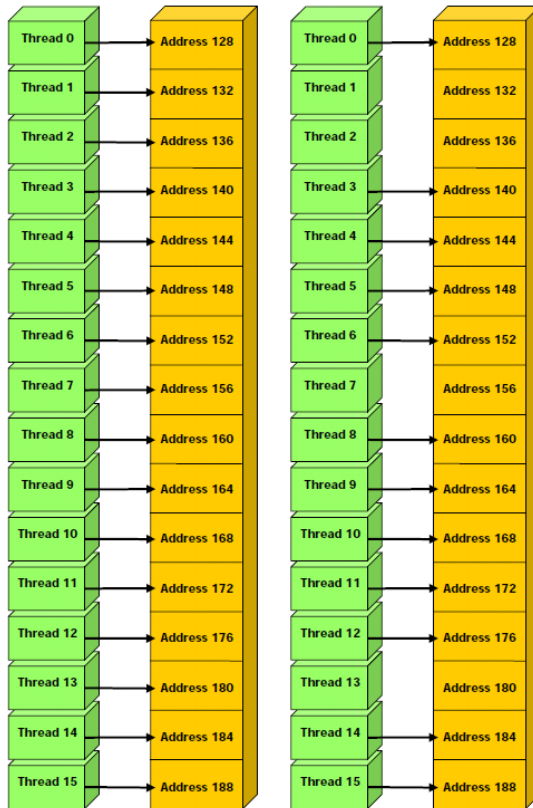 Thread 0 Address 128 Thread 0 Address 128
Thread 1 Address 132 Thread 1 Address 132
Thread 2 Address 136 Thread 2 Address 136
Thread 3 Address 140 Thread 3 Address 140
Thread 4 Address 144 Thread 4 Address 144
Thread 5 Address 148 Thread 5 Address 148
Thread 6 Address 152 Thread 6 Address 152
Thread 7 Address 156 Thread 7 Address 156
Thread 8 Address 160 Thread 8 Address 160
Thread 9 Address 164 Thread 9 Address 164
Thread 10 Address 168 Thread 10 Address 168
Thread 11 Address 172 Thread 11 Address 172
Thread 12 Address 176 Thread 12 Address 176
Thread 13 Address 180 Thread 13 Address 180
Thread 14 Address 184 Thread 14 Address 184
Thread 15 Address 188 Thread 15 Address 188